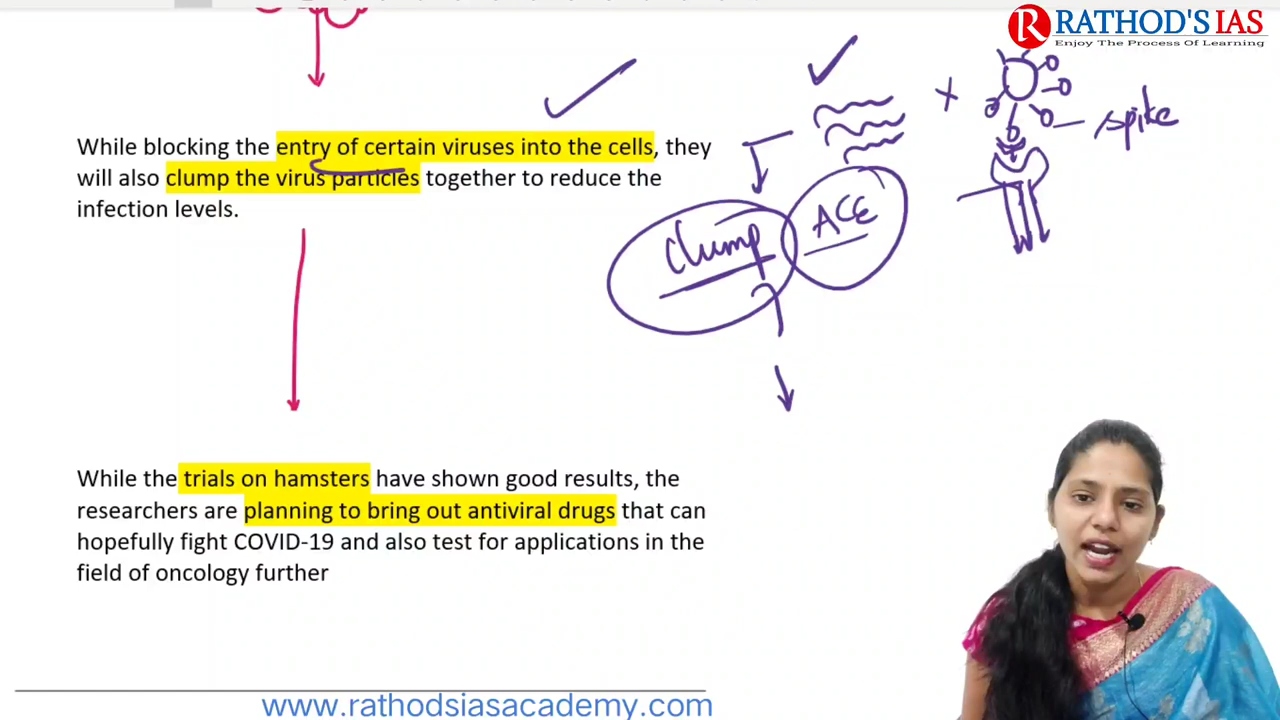 RATHOD'S IAS
Enjoy The Process Of Learning
spike
While blocking the entry of certain viruses into the cells, they
will also clump the virus particles together to reduce the
infection levels.
clump
ACE
While the trials on hamsters have shown good results, the
researchers are planning to bring out antiviral drugs that can
hopefully fight COVID-19 and also test for applications in the
field of oncology further
www.rathodsiasacademy.com